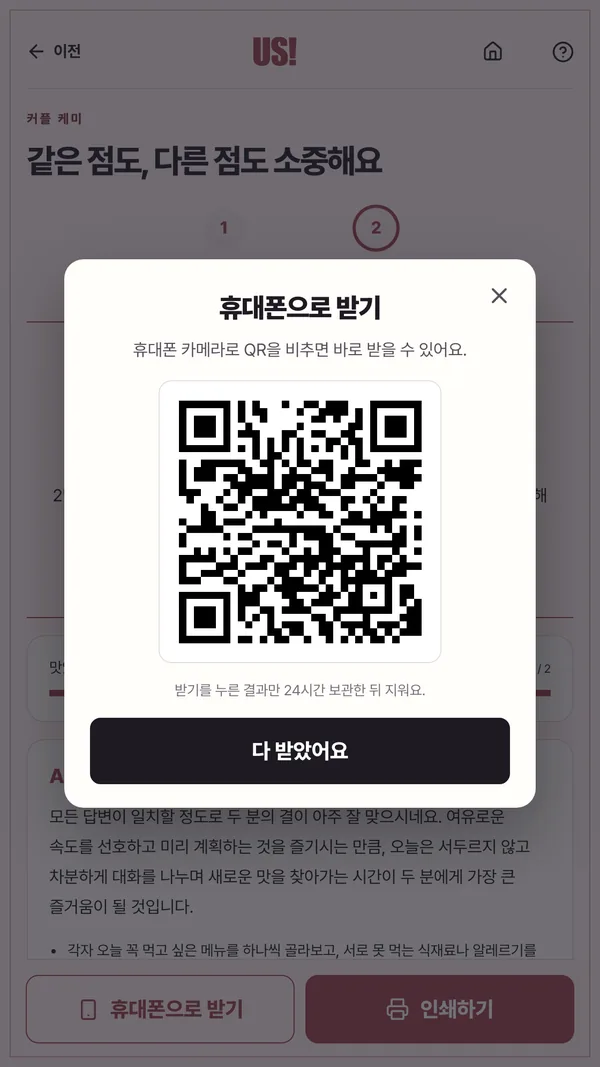 이전
US!
커플 케미
같은 점도, 다른 점도 소중해요
1
2
휴대폰으로 받기
휴대폰 카메라로 QR을 비추면 바로 받을 수 있어요.
받기를 누른 결과만 24시간 보관한 뒤 지워요.
다 받았어요
/ 2
모든 답변이 일치할 정도로 두 분의 결이 아주 잘 맞으시네요. 여유로운
속도를 선호하고 미리 계획하는 것을 즐기시는 만큼, 오늘은 서두르지 않고
차분하게 대화를 나누며 새로운 맛을 찾아가는 시간이 두 분에게 가장 큰
즐거움이 될 것입니다.
• 각자 오늘 꼭 먹고 싶은 메뉴를 하나씩 골라보고, 서로 못 먹는 식재료나 알레르기를
휴대폰으로 받기
인쇄하기